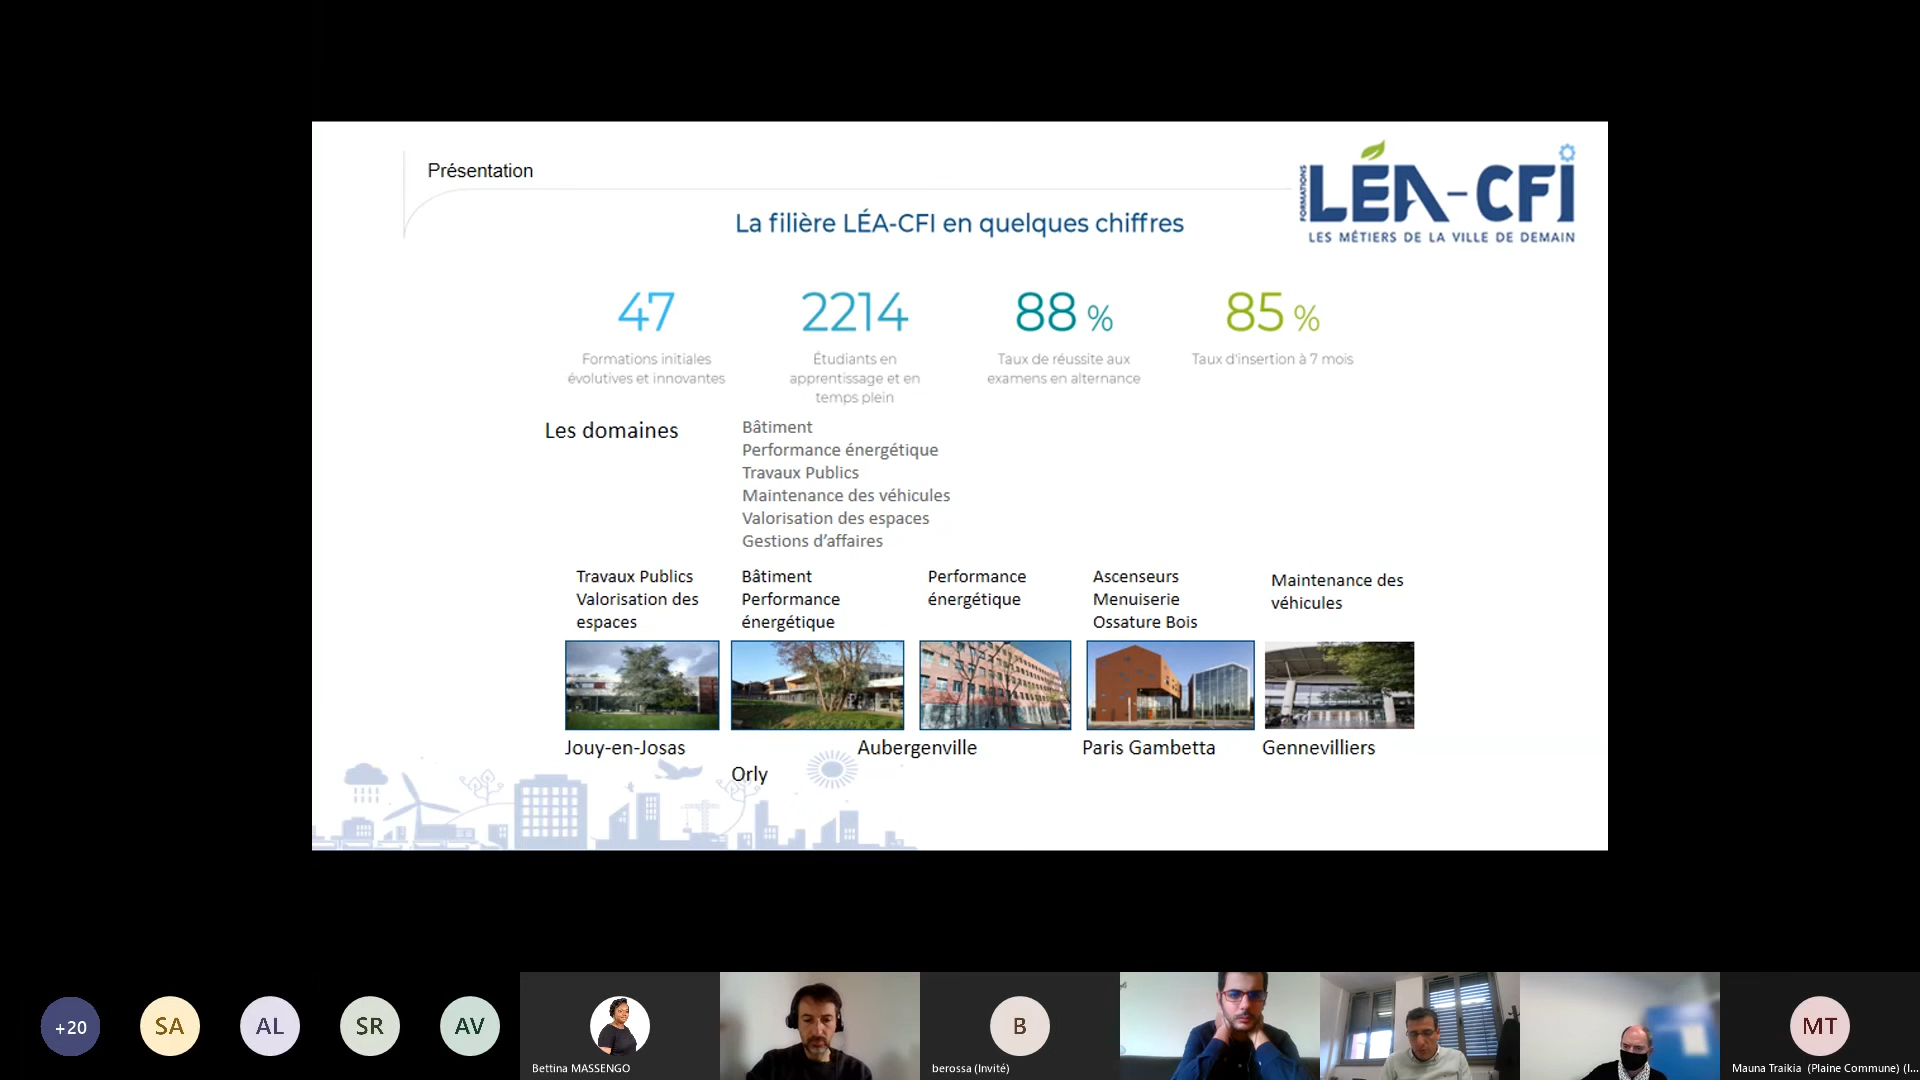 Présentation
FORMATIONS
LÉA-CFI
LES MÉTIERS DE LA VILLE DE DEMAIN
La filière LÉA-CFI en quelques chiffres
47
Formations initiales
évolutives et innovantes
2214
Étudiants en
apprentissage et en
temps plein
88 %
Taux de réussite aux
examens en alternance
85 %
Taux d'insertion à 7 mois
Les domaines
Bâtiment
Performance énergétique
Travaux Publics
Maintenance des véhicules
Valorisation des espaces
Gestions d’affaires
Travaux Publics
Valorisation des
espaces
Bâtiment
Performance
énergétique
Performance
énergétique
Ascenseurs
Menuiserie
Ossature Bois
Maintenance des
véhicules
Jouy-en-Josas
Orly
Aubergenville
Paris Gambetta
Gennevilliers
+20
SA
AL
SR
AV
Bettina MASSENGO
B
berossa (Invité)
MT
Mauna Traikia (Plaine Commune) (I...